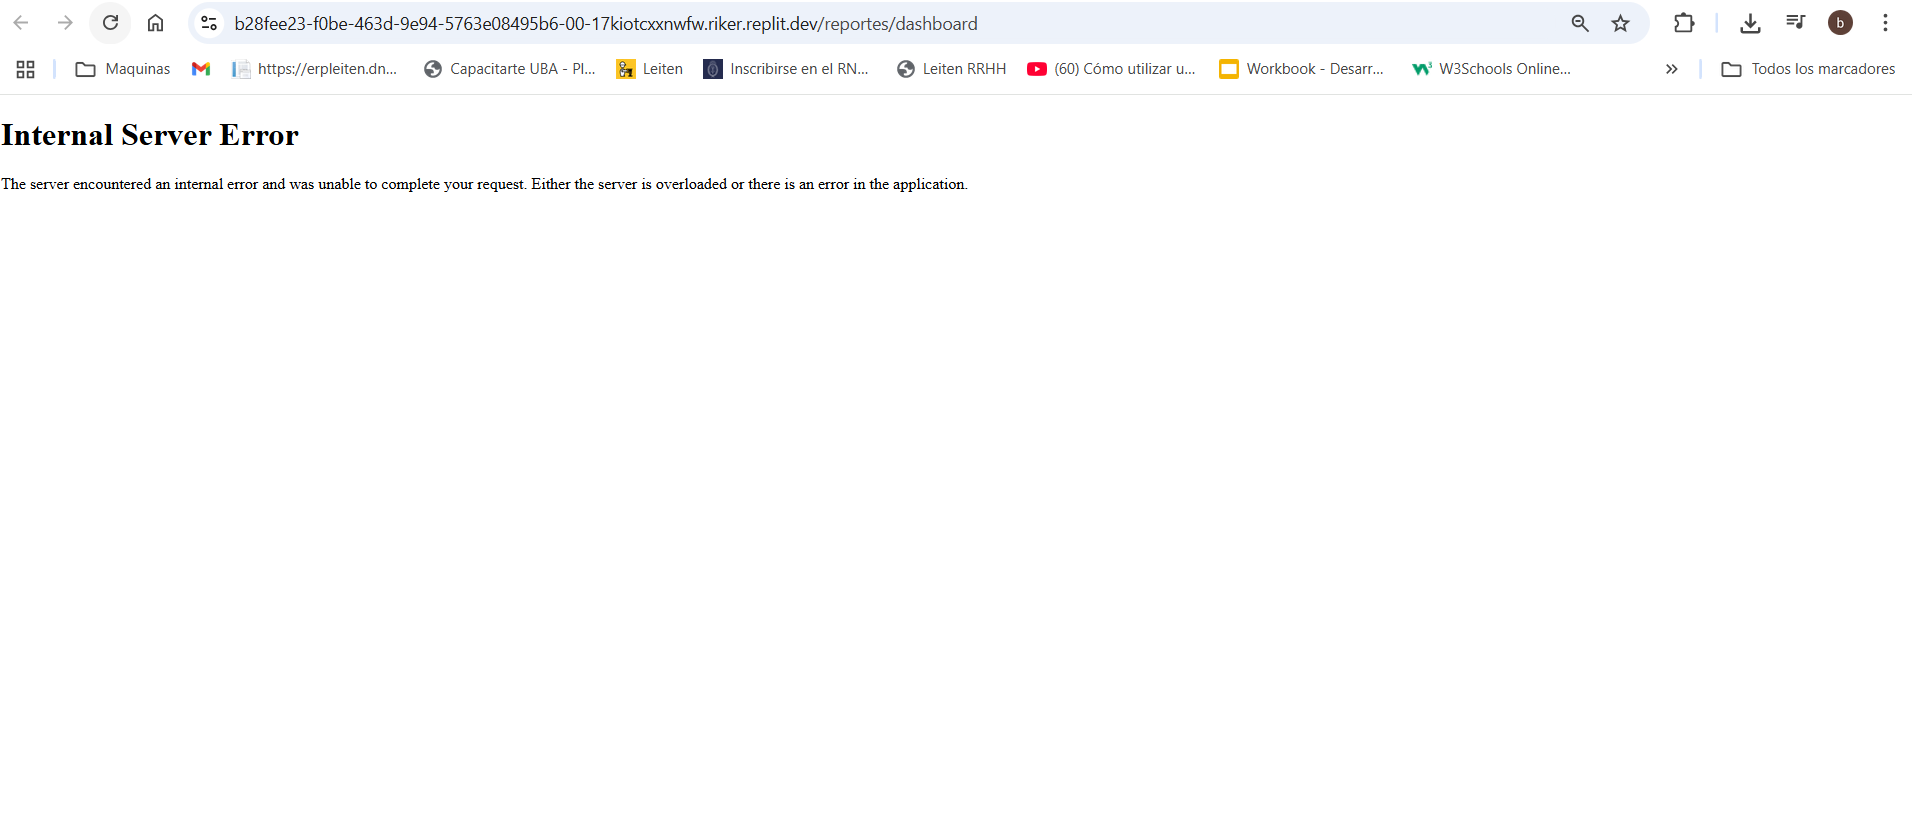 b28fee23-f0be-463d-9e94-5763e08495b6-00-17kiotcxxnwfw.riker.replit.dev/reportes/dashboard
b
Maquinas https://erpleiten.dn... Capacitarte UBA - Pl... Leiten Inscribirse en el RN... Leiten RRHH (60) Cómo utilizar u... Workbook - Desarr... W3Schools Online... » Todos los marcadores
Internal Server Error
The server encountered an internal error and was unable to complete your request. Either the server is overloaded or there is an error in the application.